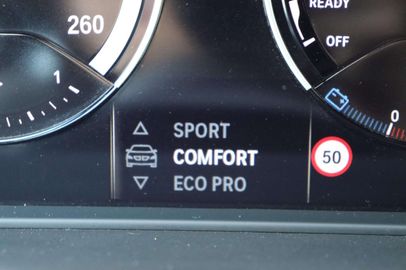 260
READY
OFF
1
0
SPORT
COMFORT
50
ECO PRO